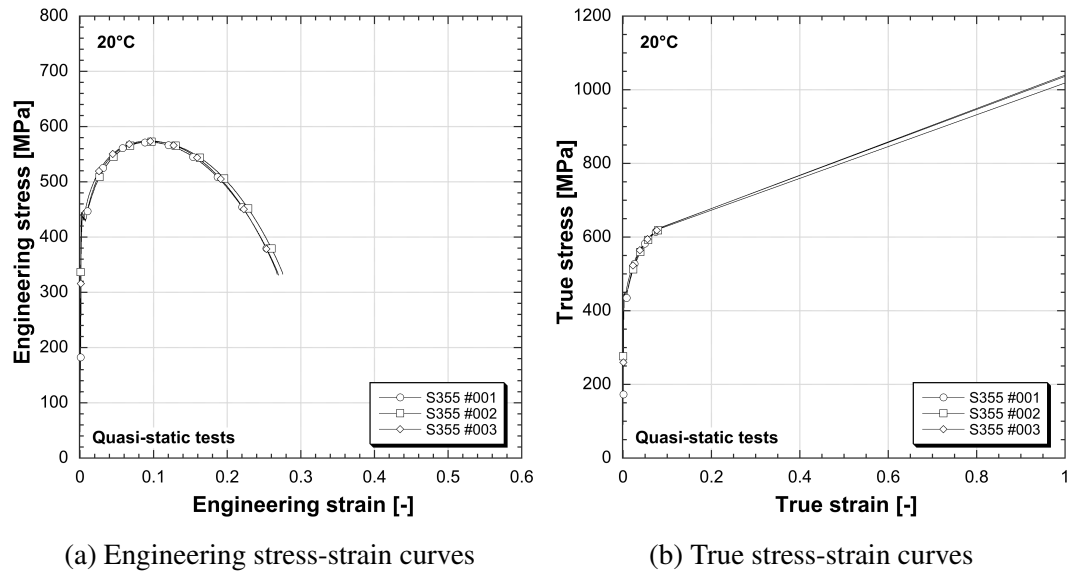 800
700
600
500
400
300
200
100
0
0 0.1 0.2 0.3 0.4 0.5 0.6
Engineering stress [MPa]
Engineering strain [-]
20°C
Quasi-static tests
S355 #001
S355 #002
S355 #003
(a) Engineering stress-strain curves
1200
1000
800
600
400
200
0
0 0.2 0.4 0.6 0.8 1
True stress [MPa]
True strain [-]
20°C
Quasi-static tests
S355 #001
S355 #002
S355 #003
(b) True stress-strain curves